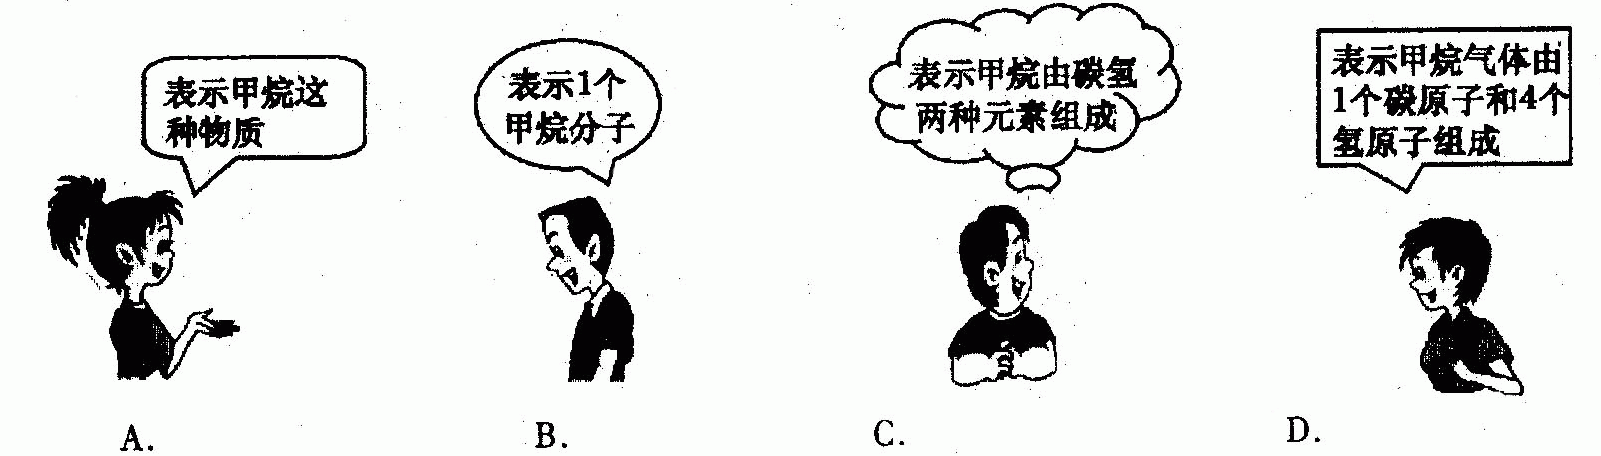 表示甲烷这
种物质
表示1个
甲烷分子
表示甲烷由碳氢
两种元素组成
表示甲烷气体由
1个碳原子和4个
氢原子组成
A.
B.
C.
D.